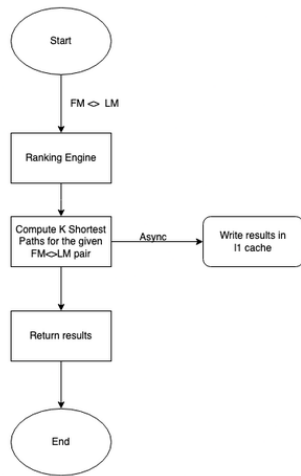 Start
FM <> LM
Ranking Engine
Compute K Shortest
Paths for the given
FM<>LM pair
Async
Write results in
l1 cache
Return results
End